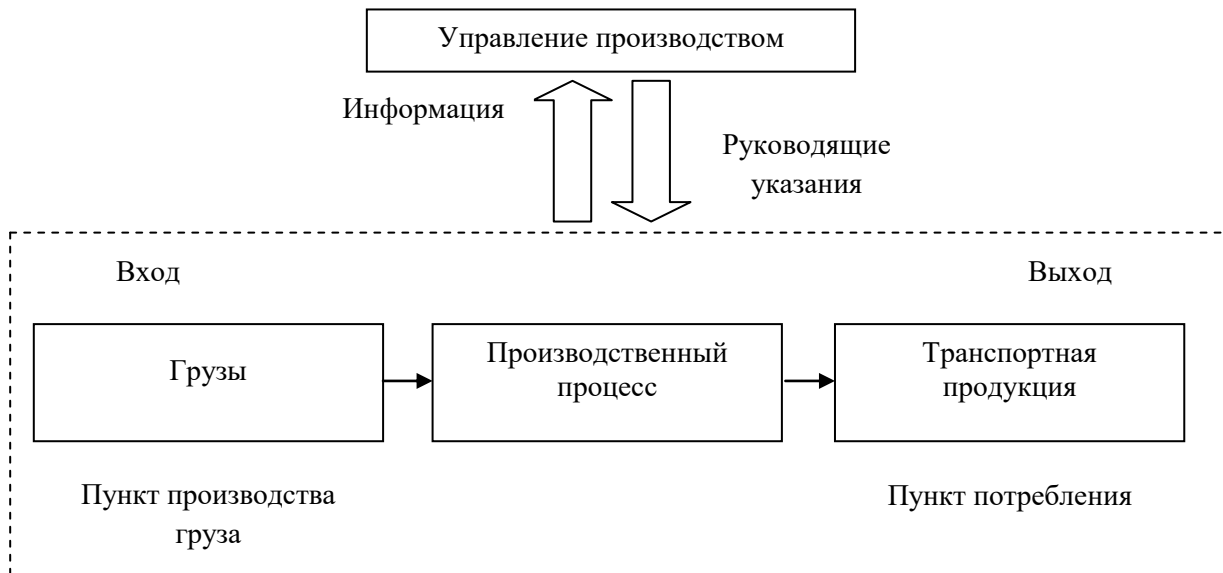 Управление производством
Информация
Руководящие
указания
Вход
Выход
Грузы
Производственный
процесс
Транспортная
продукция
Пункт производства
груза
Пункт потребления